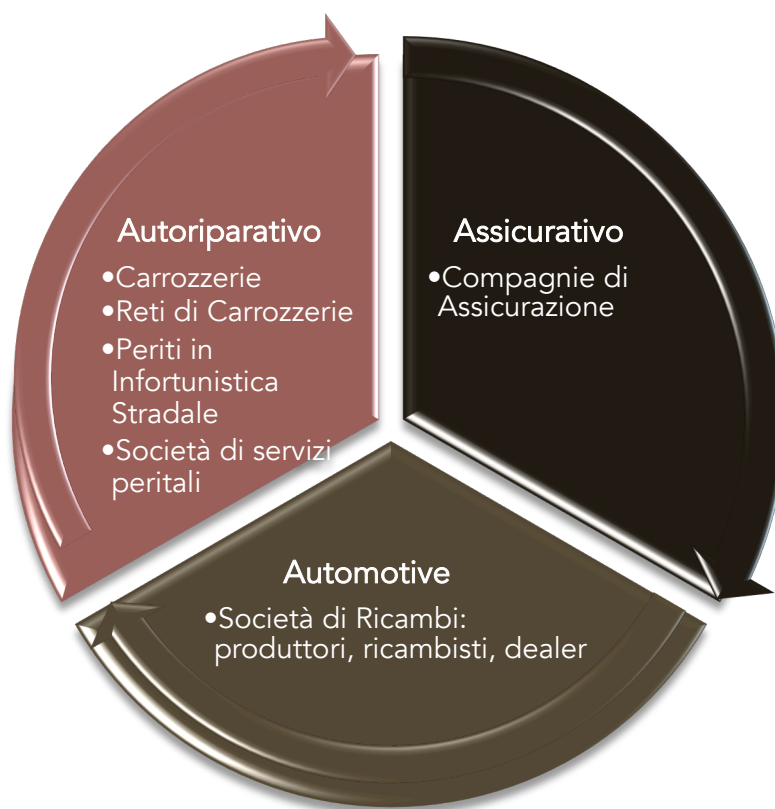 Autoriparativo
•Carrozzerie
•Reti di Carrozzerie
•Periti in
Infortunistica
Stradale
•Società di servizi
peritali
Assicurativo
•Compagnie di
Assicurazione
Automotive
•Società di Ricambi:
produttori, ricambisti, dealer